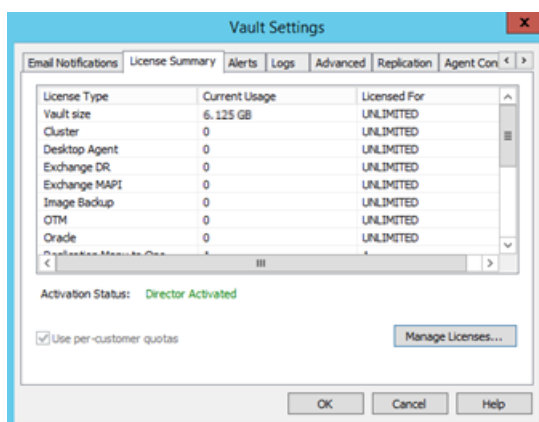 Vault Settings
x
Email Notifications License Summary Alerts Logs Advanced Replication Agent Con
License Type Current Usage Licensed For
Vault size 6.125 GB UNLIMITED
Cluster 0 UNLIMITED
Desktop Agent 0 UNLIMITED
Exchange DR 0 UNLIMITED
Exchange MAPI 0 UNLIMITED
Image Backup 0 UNLIMITED
OTM 0 UNLIMITED
Oracle 0 UNLIMITED
Activation Status: Director Activated
Use per-customer quotas
Manage Licenses...
OK Cancel Help